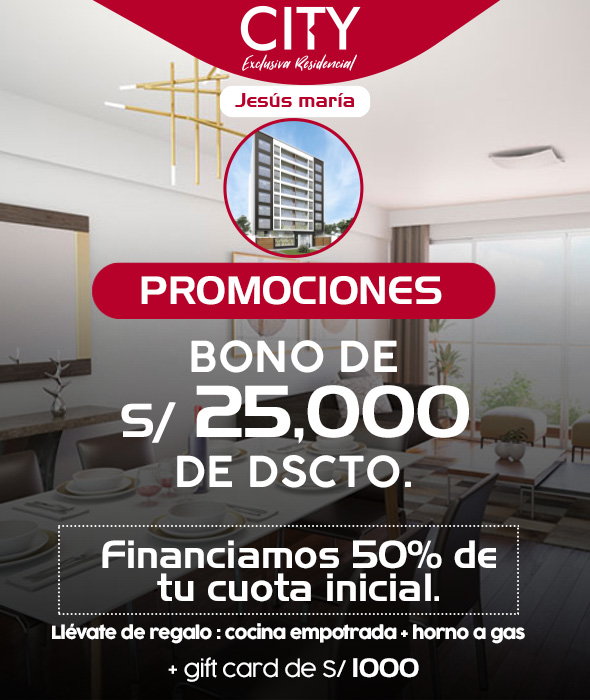 CITY
Exclusiva Residencial
Jesús maría
PROMOCIONES
BONO DE
S/ 25,000
DE DSCTO.
Financiamos 50% de
tu cuota inicial.
Llévate de regalo : cocina empotrada + horno a gas
+ gift card de S/ 1000